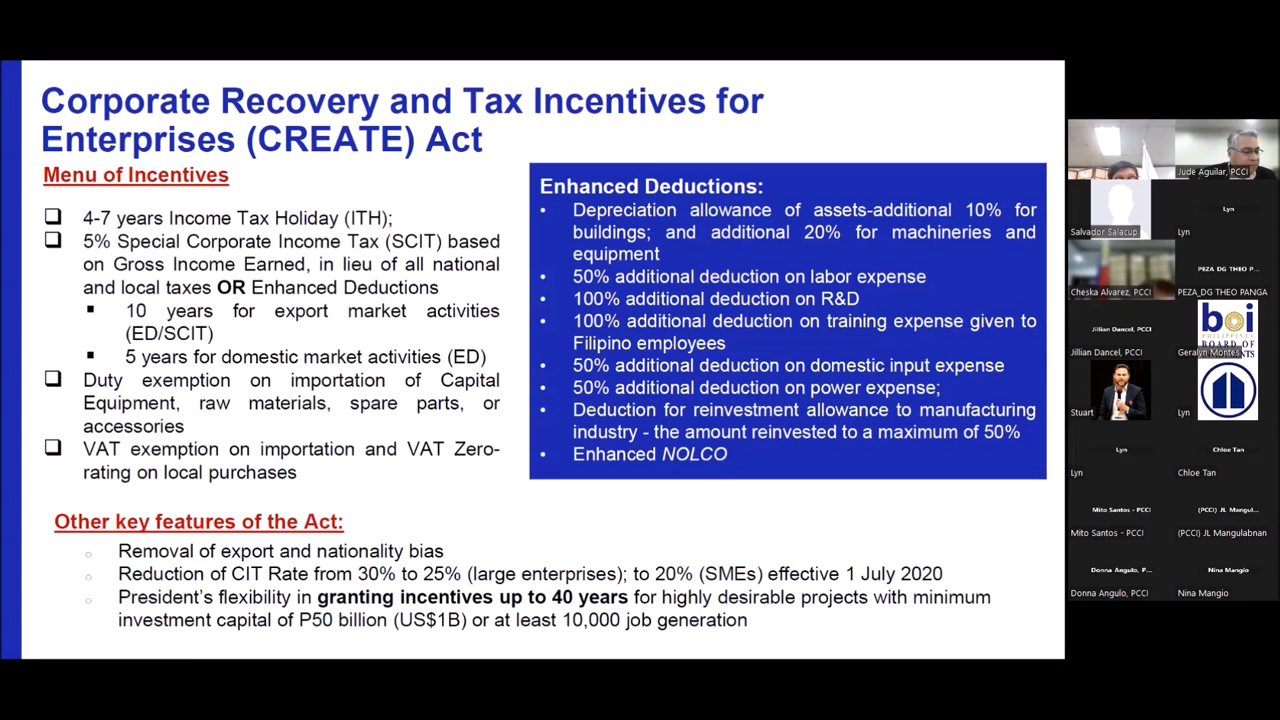 Corporate Recovery and Tax Incentives for
Enterprises (CREATE) Act
Menu of Incentives
4-7 years Income Tax Holiday (ITH);
5% Special Corporate Income Tax (SCIT) based
on Gross Income Earned, in lieu of all national
and local taxes OR Enhanced Deductions
10 years for export market activities
(ED/SCIT)
5 years for domestic market activities (ED)
Duty exemption on importation of Capital
Equipment, raw materials, spare parts, or
accessories
VAT exemption on importation and VAT Zero-
rating on local purchases
Enhanced Deductions:
• Depreciation allowance of assets-additional 10% for
buildings; and additional 20% for machineries and
equipment
• 50% additional deduction on labor expense
• 100% additional deduction on R&D
• 100% additional deduction on training expense given to
Filipino employees
• 50% additional deduction on domestic input expense
• 50% additional deduction on power expense;
• Deduction for reinvestment allowance to manufacturing
industry - the amount reinvested to a maximum of 50%
• Enhanced NOLCO
Other key features of the Act:
Removal of export and nationality bias
Reduction of CIT Rate from 30% to 25% (large enterprises); to 20% (SMEs) effective 1 July 2020
President's flexibility in granting incentives up to 40 years for highly desirable projects with minimum
investment capital of P50 billion (US$1B) or at least 10,000 job generation
Jude Aguilar, PCCI
Lyn
Salvador Salacup
Lyn
PEZA_DG THEO P...
Cheska Alvarez, PCCI
PEZA_DG THEO PANGA
Jillian Dancel, PCCI
boi
PHILIPPINES
BOARD OF
Jillian Dancel, PCCI
Geralyn Montes
Stuart
Lyn
Lyn
Chloe Tan
Lyn
Chloe Tan
Mito Santos - PCCI
(PCCI) JL Mangul...
Mito Santos - PCCI
(PCCI) JL Mangulabnan
Donna Angulo, P...
Nina Mangio
Donna Angulo, PCCI
Nina Mangio